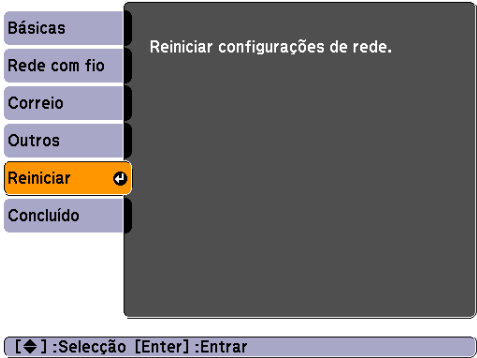 Básicas
Rede com fio
Correio
Outros
Reiniciar
Concluído
Reiniciar configurações de rede.
[◆] :Selecção [Enter] :Entrar